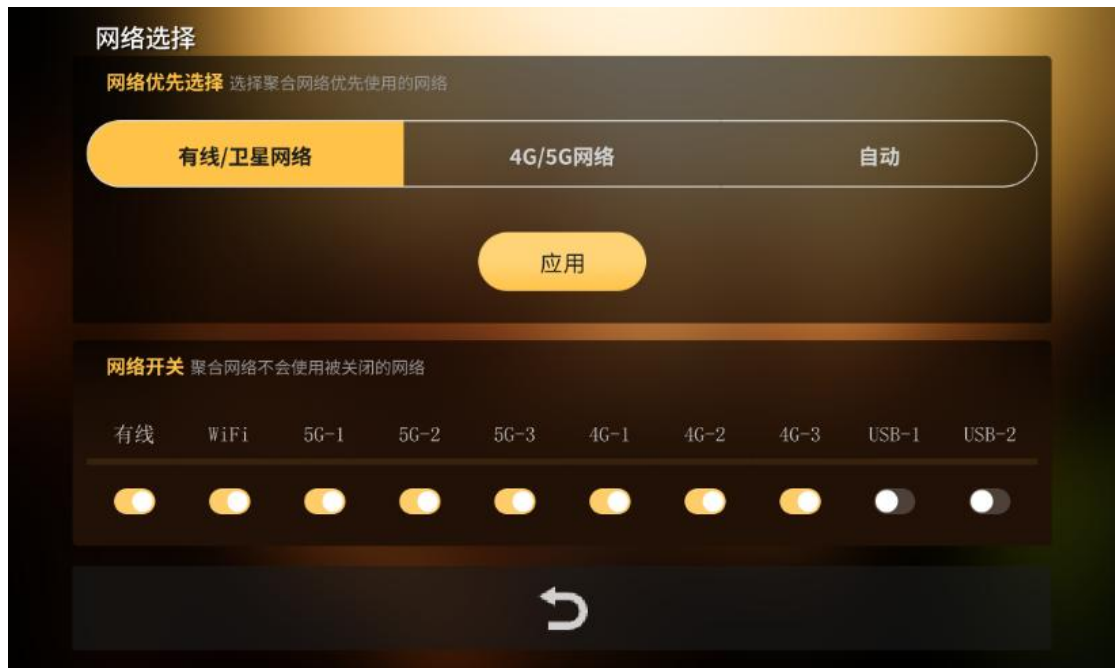 网络选择
网络优先选择 选择聚合网络优先使用的网络
有线/卫星网络 4G/5G网络 自动
应用
网络开关 聚合网络不会使用被关闭的网络
有线 WiFi 5G-1 5G-2 5G-3 4G-1 4G-2 4G-3 USB-1 USB-2